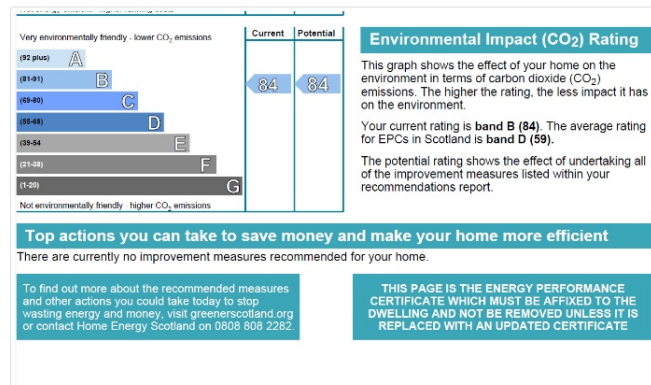 Very environmentally friendly - lower CO2 emissions
Current
Potential
(92 plus) A
(81-91) B
84
84
(69-80) C
(55-68) D
(39-54 E
(21-38) F
(1-20) G
Not environmentally friendly - higher CO2 emissions
Environmental Impact (CO2) Rating
This graph shows the effect of your home on the
environment in terms of carbon dioxide (CO2)
emissions. The higher the rating, the less impact it has
on the environment.
Your current rating is band B (84). The average rating
for EPCs in Scotland is band D (59).
The potential rating shows the effect of undertaking all
of the improvement measures listed within your
recommendations report.
Top actions you can take to save money and make your home more efficient
There are currently no improvement measures recommended for your home.
To find out more about the recommended measures
and other actions you could take today to stop
wasting energy and money, visit greenerscotland.org
or contact Home Energy Scotland on 0808 808 2282.
THIS PAGE IS THE ENERGY PERFORMANCE
CERTIFICATE WHICH MUST BE AFFIXED TO THE
DWELLING AND NOT BE REMOVED UNLESS IT IS
REPLACED WITH AN UPDATED CERTIFICATE